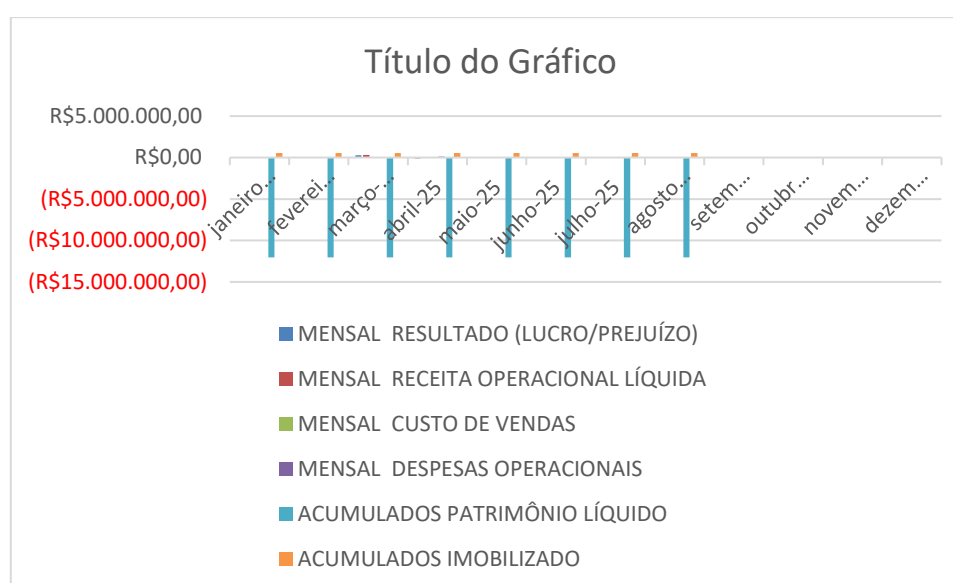 Título do Gráfico
R$5.000.000,00
R$0,00
(R$5.000.000,00)
(R$10.000.000,00)
(R$15.000.000,00)
janeiro...
feverei...
março-...
abril-25
maio-25
junho-25
julho-25
agosto...
setem...
outubr...
novem...
dezem...
MENSAL  RESULTADO (LUCRO/PREJUÍZO)
MENSAL  RECEITA OPERACIONAL LÍQUIDA
MENSAL  CUSTO DE VENDAS
MENSAL  DESPESAS OPERACIONAIS
ACUMULADOS PATRIMÔNIO LÍQUIDO
ACUMULADOS IMOBILIZADO